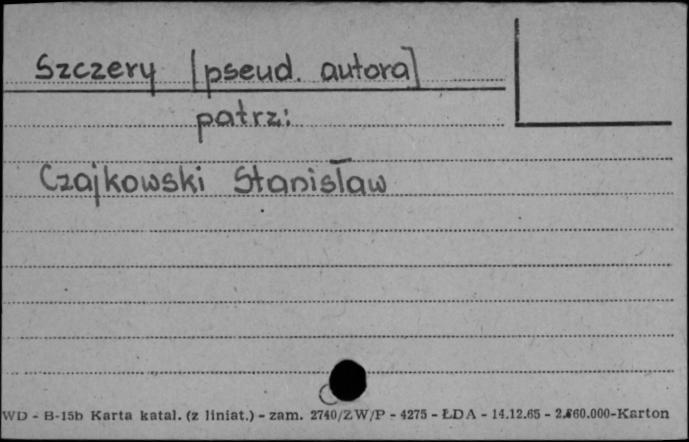 Szczery [pseud. autora]
patrz:
Czajkowski Stanisław
WD - B-15b Karta katal. (z liniat.) - zam. 2740/ZW/P - 4275 - ŁDA - 14.12.65 - -Karton